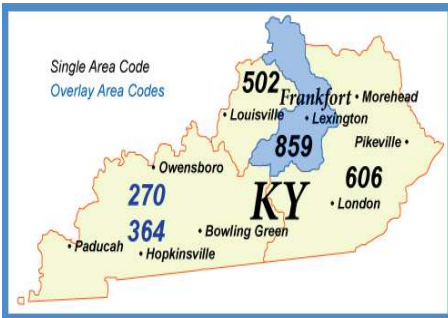 Single Area Code
Overlay Area Codes
502
Frankfort
Morehead
Louisville
Lexington
859
Pikeville
Owensboro
606
270
KY
London
364
Bowling Green
Paducah
Hopkinsville